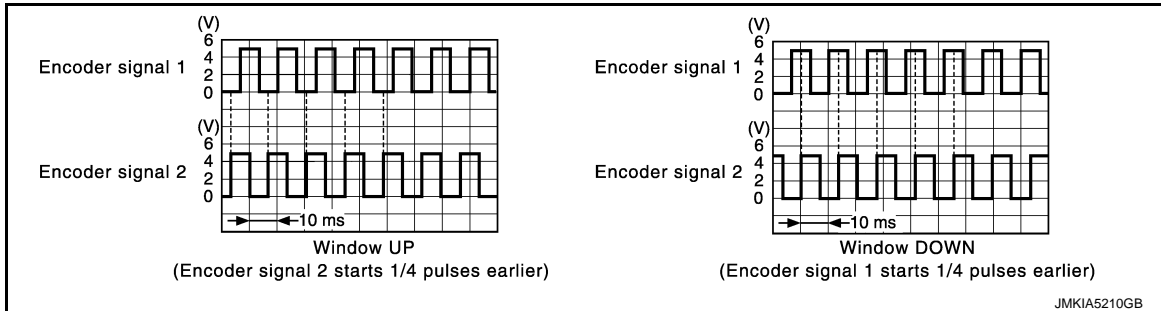 (V)
6
4
2
0
Encoder signal 1
(V)
6
4
2
0
Encoder signal 2
10 ms
Window UP
(Encoder signal 2 starts 1/4 pulses earlier)
(V)
6
4
2
0
Encoder signal 1
(V)
6
4
2
0
Encoder signal 2
10 ms
Window DOWN
(Encoder signal 1 starts 1/4 pulses earlier)
JMKIA5210GB